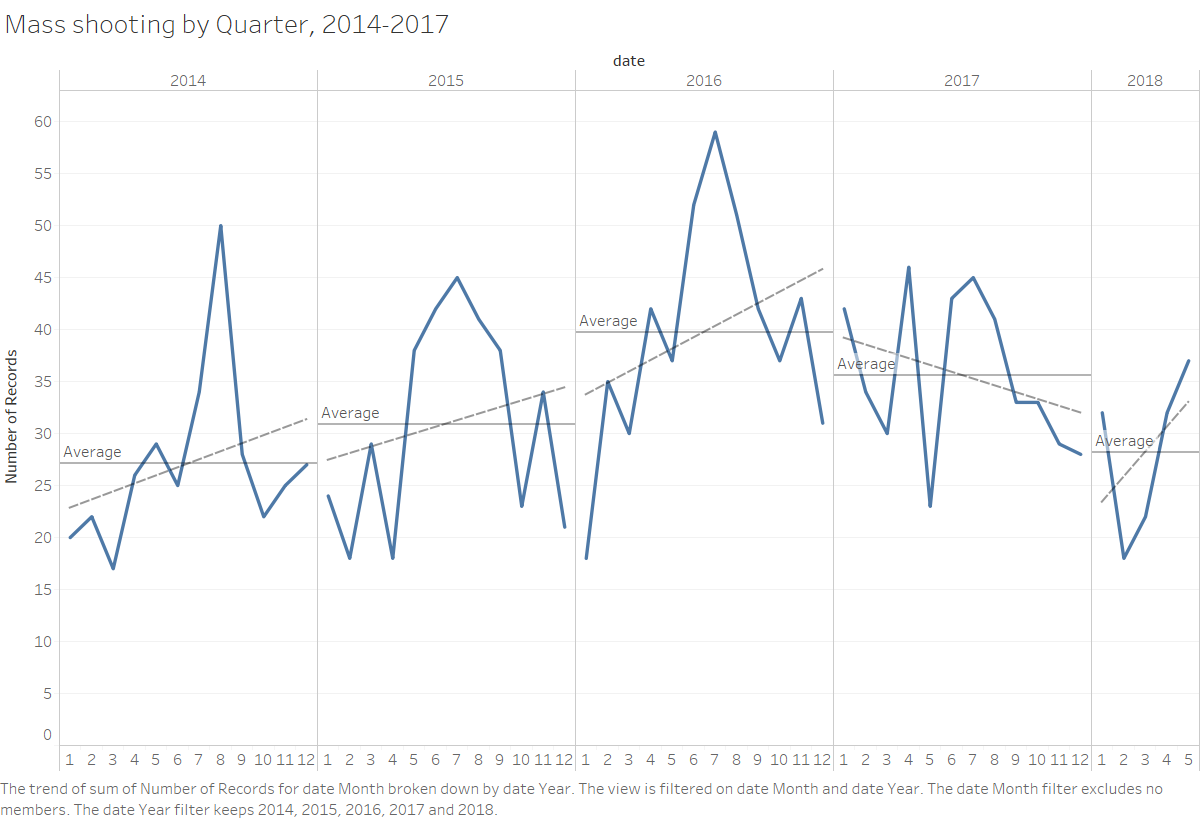 Mass shooting by Quarter, 2014-2017
date
2014 2015 2016 2017 2018
Number of Records
60
55
50
45
40
35
30
25
20
15
10
5
0
Average
Average
Average
Average
Average
1 2 3 4 5 6 7 8 9 10 11 12 1 2 3 4 5 6 7 8 9 10 11 12 1 2 3 4 5 6 7 8 9 10 11 12 1 2 3 4 5 6 7 8 9 10 11 12 1 2 3 4 5
The trend of sum of Number of Records for date Month broken down by date Year. The view is filtered on date Month and date Year. The date Month filter excludes no
members. The date Year filter keeps 2014, 2015, 2016, 2017 and 2018.